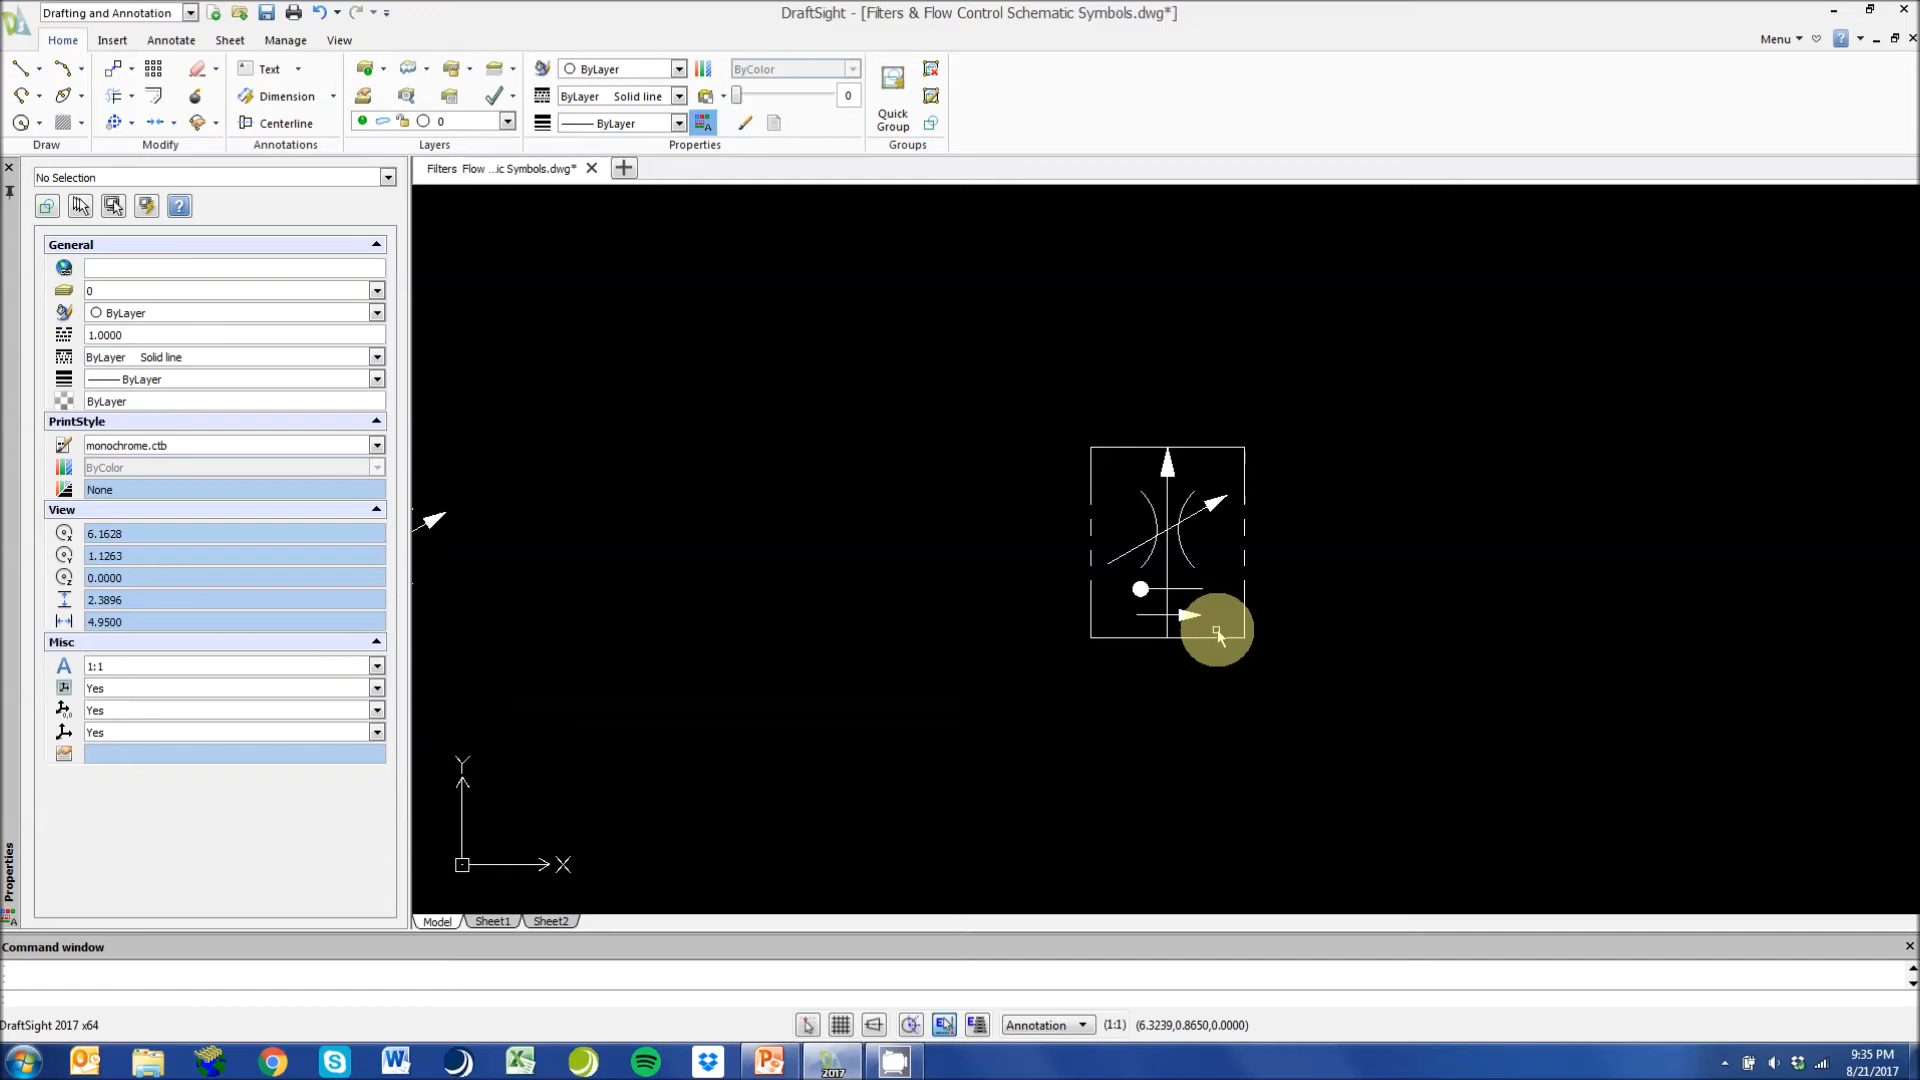 Drafting and Annotation
DraftSight - [Filters & Flow Control Schematic Symbols.dwg*]
Home Insert Annotate Sheet Manage View
Menu
Text
Dimension
Centerline
0
ByLayer
ByLayer Solid line
ByLayer
ByColor
0
Quick
Group
Draw Modify Annotations Layers Properties Groups
Filters Flow ...ic Symbols.dwg*
No Selection
General
0
ByLayer
1.0000
ByLayer Solid line
ByLayer
ByLayer
PrintStyle
monochrome.ctb
ByColor
None
View
6.1628
1.1263
0.0000
2.3896
4.9500
Misc
1:1
Yes
Yes
Yes
Properties
Y
X
Model Sheet1 Sheet2
Command window
:
:
DraftSight 2017 x64
Annotation (1:1) (6.3239,0.8650,0.0000)
2017
9:35 PM
8/21/2017